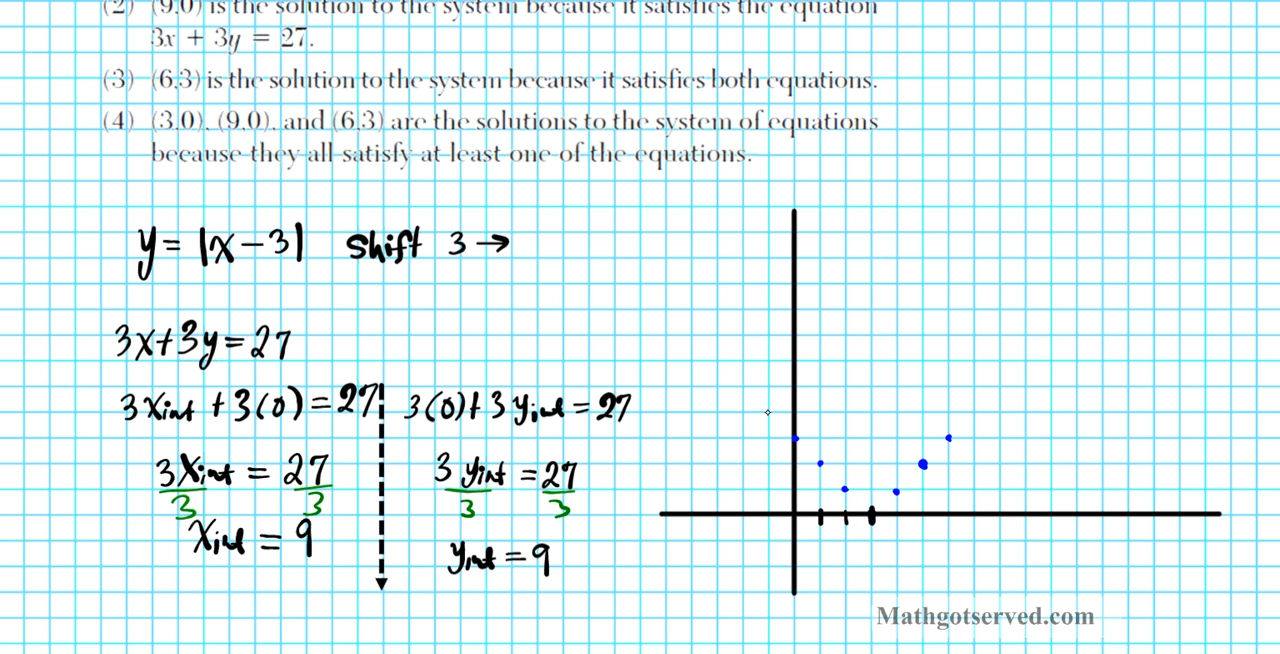 (2) (9,0) is the solution to the system because it satisfies the equation
3x + 3y = 27.
(3) (6,3) is the solution to the system because it satisfies both equations.
(4) (3,0), (9,0), and (6,3) are the solutions to the system of equations
because they all satisfy at least one of the equations.
y = |x - 3| Shift 3 →
3x + 3y = 27
3Xint + 3(0) = 27 3(0) + 3yint = 27
3Xint = 27 3yint = 27
3 3 3 3
Xint = 9 yint = 9
Mathgotserved.com